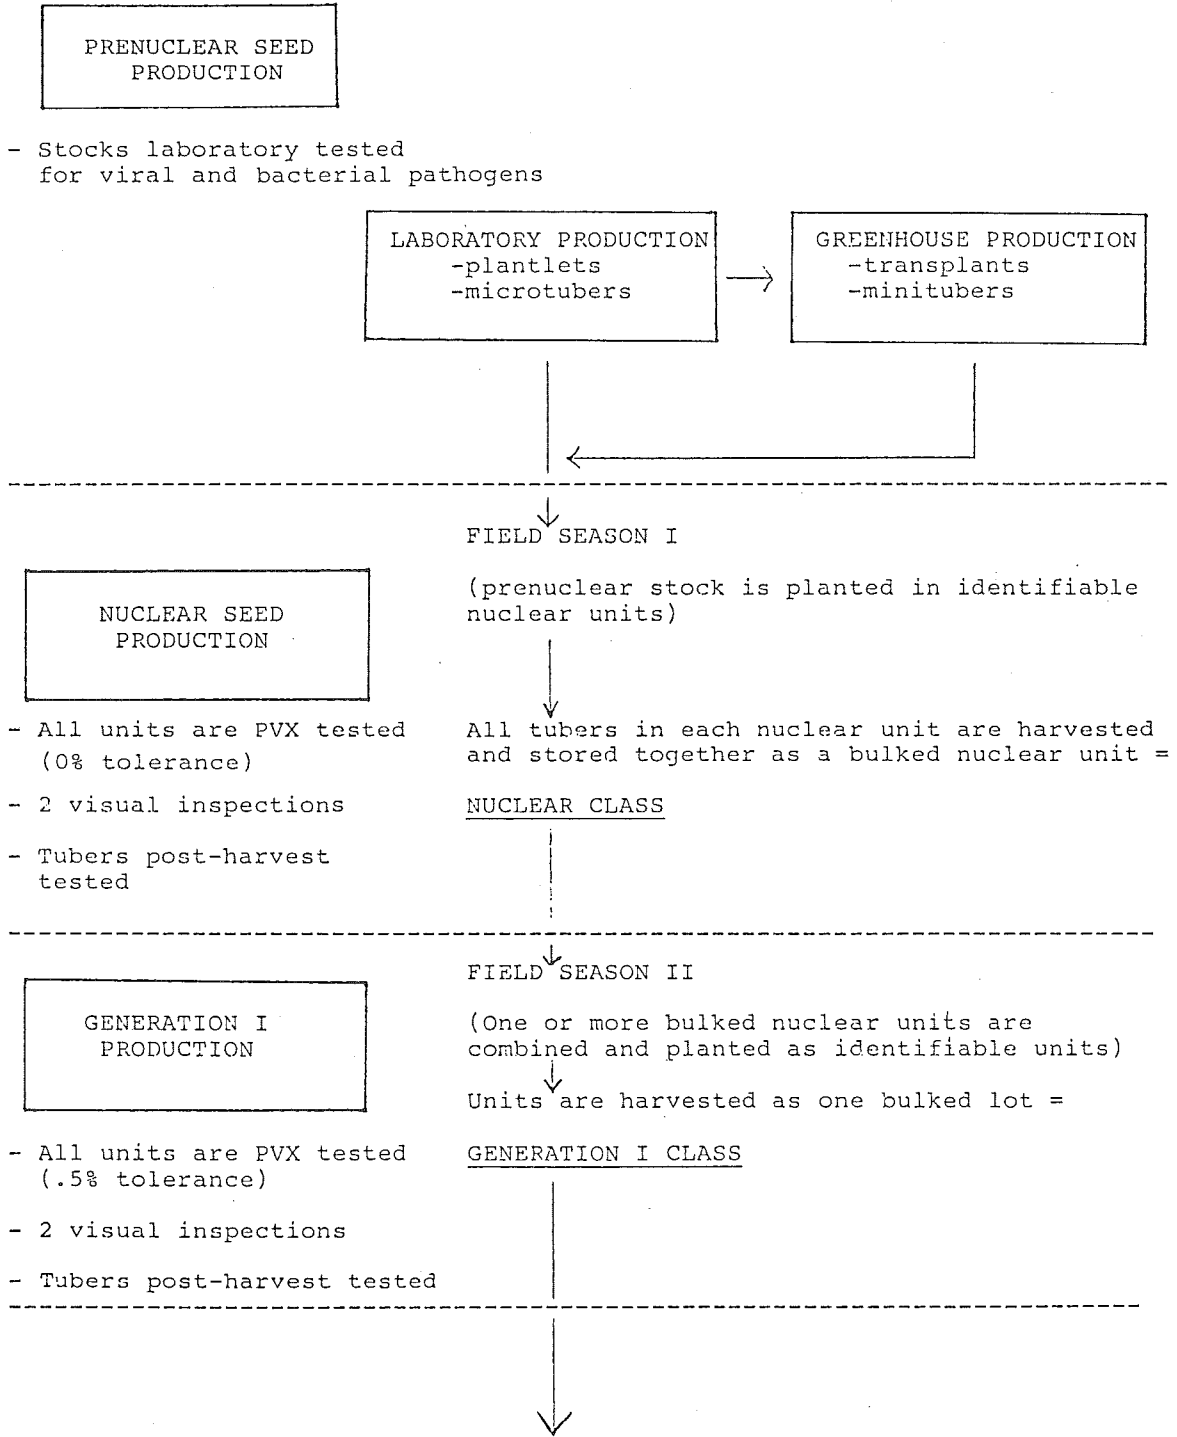 PRENUCLEAR SEED
PRODUCTION
- Stocks laboratory tested
for viral and bacterial pathogens
LABORATORY PRODUCTION
-plantlets
-microtubers
GREENHOUSE PRODUCTION
-transplants
-minitubers
FIELD SEASON I
(prenuclear stock is planted in identifiable
nuclear units)
NUCLEAR SEED
PRODUCTION
- All units are PVX tested
(0% tolerance)
- 2 visual inspections
- Tubers post-harvest
tested
All tubers in each nuclear unit are harvested
and stored together as a bulked nuclear unit =
NUCLEAR CLASS
FIELD SEASON II
(One or more bulked nuclear units are
combined and planted as identifiable units)
Units are harvested as one bulked lot =
GENERATION I CLASS
GENERATION I
PRODUCTION
- All units are PVX tested
(.5% tolerance)
- 2 visual inspections
- Tubers post-harvest tested